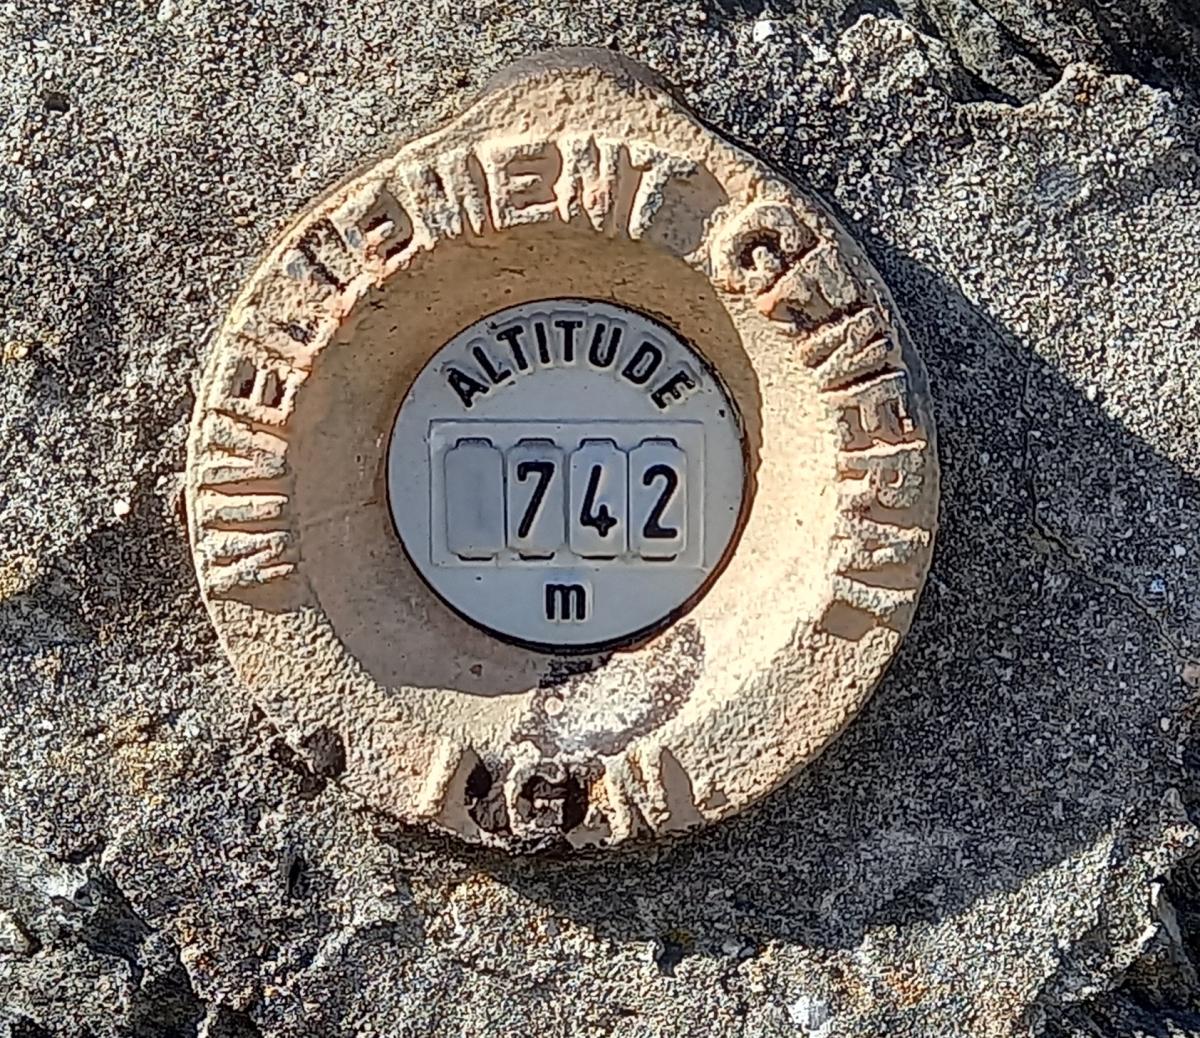 NIVELLEMENT GENERAL
ALTITUDE
742
m
IGN